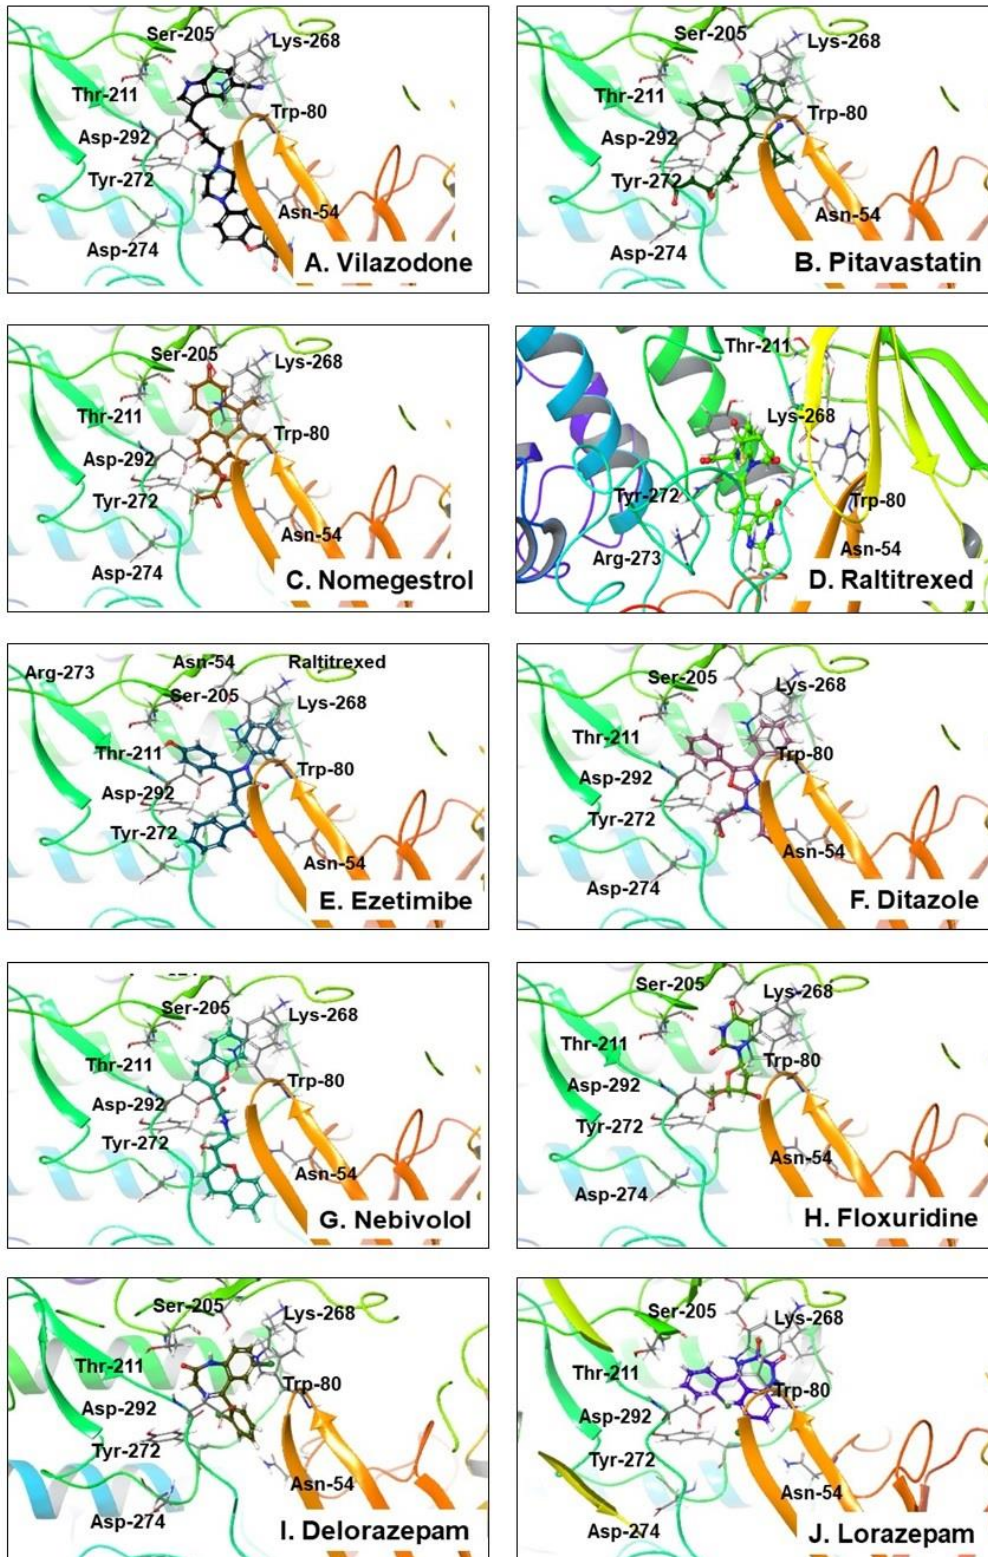 Ser-205
Lys-268
Thr-211
Trp-80
Asp-292
Tyr-272
Asn-54
Asp-274
A. Vilazodone
Ser-205
Lys-268
Thr-211
Trp-80
Asp-292
Tyr-272
Asn-54
Asp-274
B. Pitavastatin
Ser-205
Lys-268
Thr-211
Trp-80
Asp-292
Tyr-272
Asn-54
Asp-274
C. Nomegestrol
Thr-211
Lys-268
Tyr-272
Trp-80
Arg-273
Asn-54
D. Raltitrexed
Arg-273
Asn-54
Raltitrexed
Ser-205
Lys-268
Thr-211
Trp-80
Asp-292
Tyr-272
Asn-54
E. Ezetimibe
Ser-205
Lys-268
Thr-211
Trp-80
Asp-292
Tyr-272
Asn-54
Asp-274
F. Ditazole
Ser-205
Lys-268
Thr-211
Trp-80
Asp-292
Tyr-272
Asn-54
G. Nebivolol
Ser-205
Lys-268
Thr-211
Trp-80
Asp-292
Tyr-272
Asn-54
Asp-274
H. Floxuridine
Ser-205
Lys-268
Thr-211
Trp-80
Asp-292
Tyr-272
Asn-54
Asp-274
I. Delorazepam
Ser-205
Lys-268
Thr-211
Trp-80
Asp-292
Tyr-272
Asn-54
Asp-274
J. Lorazepam